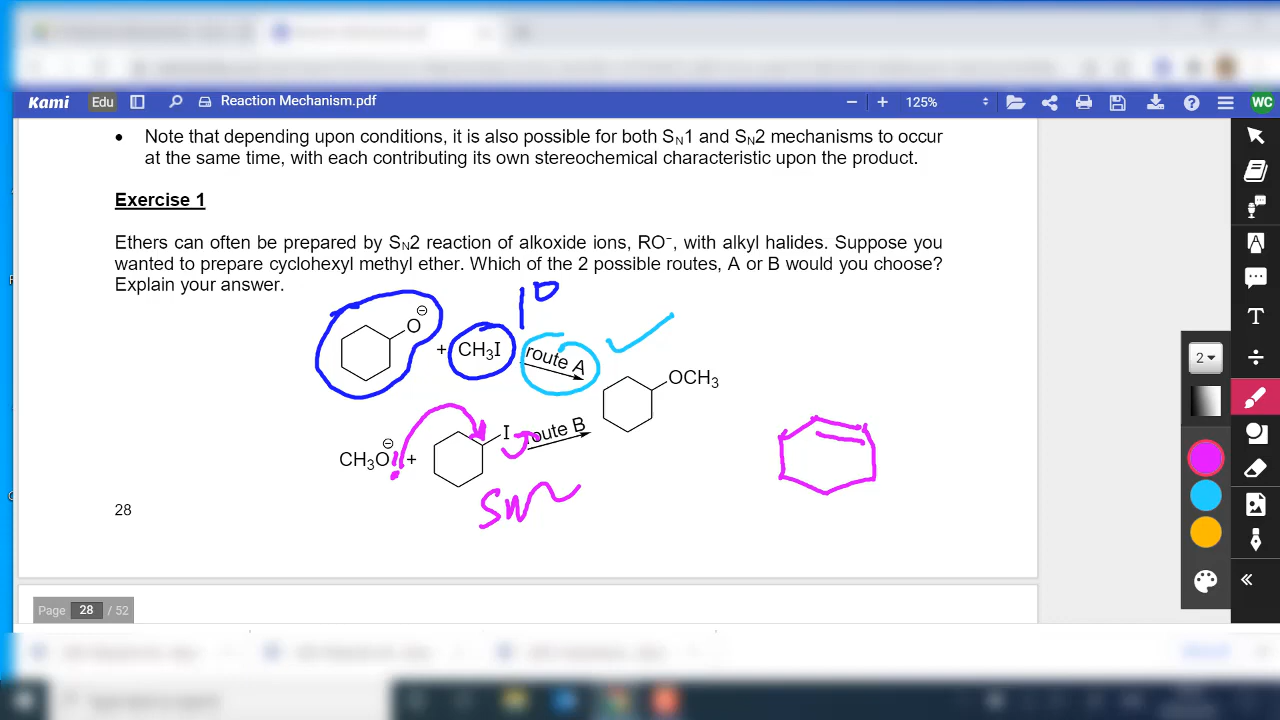 Kami Edu Reaction Mechanism.pdf 125% WC
• Note that depending upon conditions, it is also possible for both SN1 and SN2 mechanisms to occur
at the same time, with each contributing its own stereochemical characteristic upon the product.
Exercise 1
Ethers can often be prepared by SN2 reaction of alkoxide ions, RO⁻, with alkyl halides. Suppose you
wanted to prepare cyclohexyl methyl ether. Which of the 2 possible routes, A or B would you choose?
Explain your answer.
1°
O⊖
+ CH₃I route A
OCH₃
CH₃O⊖ + I route B
SN
28
Page 28 / 52
2